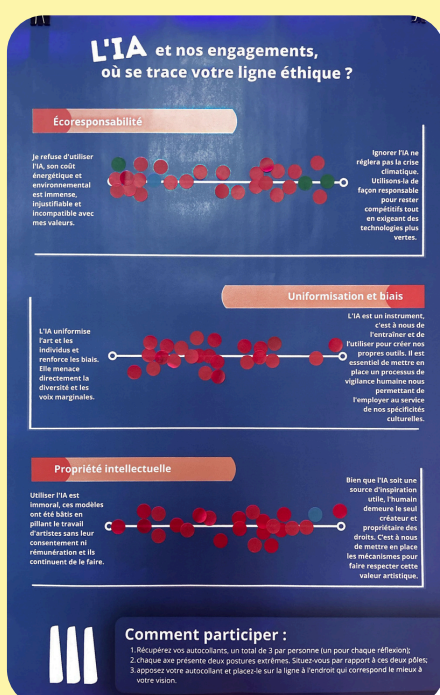 L'IA et nos engagements,
où se trace votre ligne éthique ?
Écoresponsabilité
Je refuse d'utiliser
l'IA, son coût
énergétique et
environnemental
est immense,
injustifiable et
incompatible avec
mes valeurs.
Ignorer l'IA ne
réglera pas la crise
climatique.
Utilisons-la de
façon responsable
pour rester
compétitifs tout
en exigeant des
technologies plus
vertes.
Uniformisation et biais
L'IA uniformise
l'art et les
individus et
renforce les biais.
Elle menace
directement la
diversité et les
voix marginales.
L'IA est un instrument,
c'est à nous de
l'entraîner et de
l'utiliser pour créer nos
propres outils. Il est
essentiel de mettre en
place un processus de
vigilance humaine nous
permettant de
l'employer au service
de nos spécificités
culturelles.
Propriété intellectuelle
Utiliser l'IA est
immoral, ces modèles
ont été bâtis en
pillant le travail
d'artistes sans leur
consentement ni
rémunération et ils
continuent de le faire.
Bien que l'IA soit une
source d'inspiration
utile, l'humain
demeure le seul
créateur et
propriétaire des
droits. C'est à nous
de mettre en place
les mécanismes pour
faire respecter cette
valeur artistique.
Comment participer :
1. Récupérez vos autocollants, un total de 3 par personne (un pour chaque réflexion);
2. chaque axe présente deux postures extrêmes. Situez-vous par rapport à ces deux pôles;
3. apposez votre autocollant et placez-le sur la ligne à l'endroit qui correspond le mieux à
votre vision.